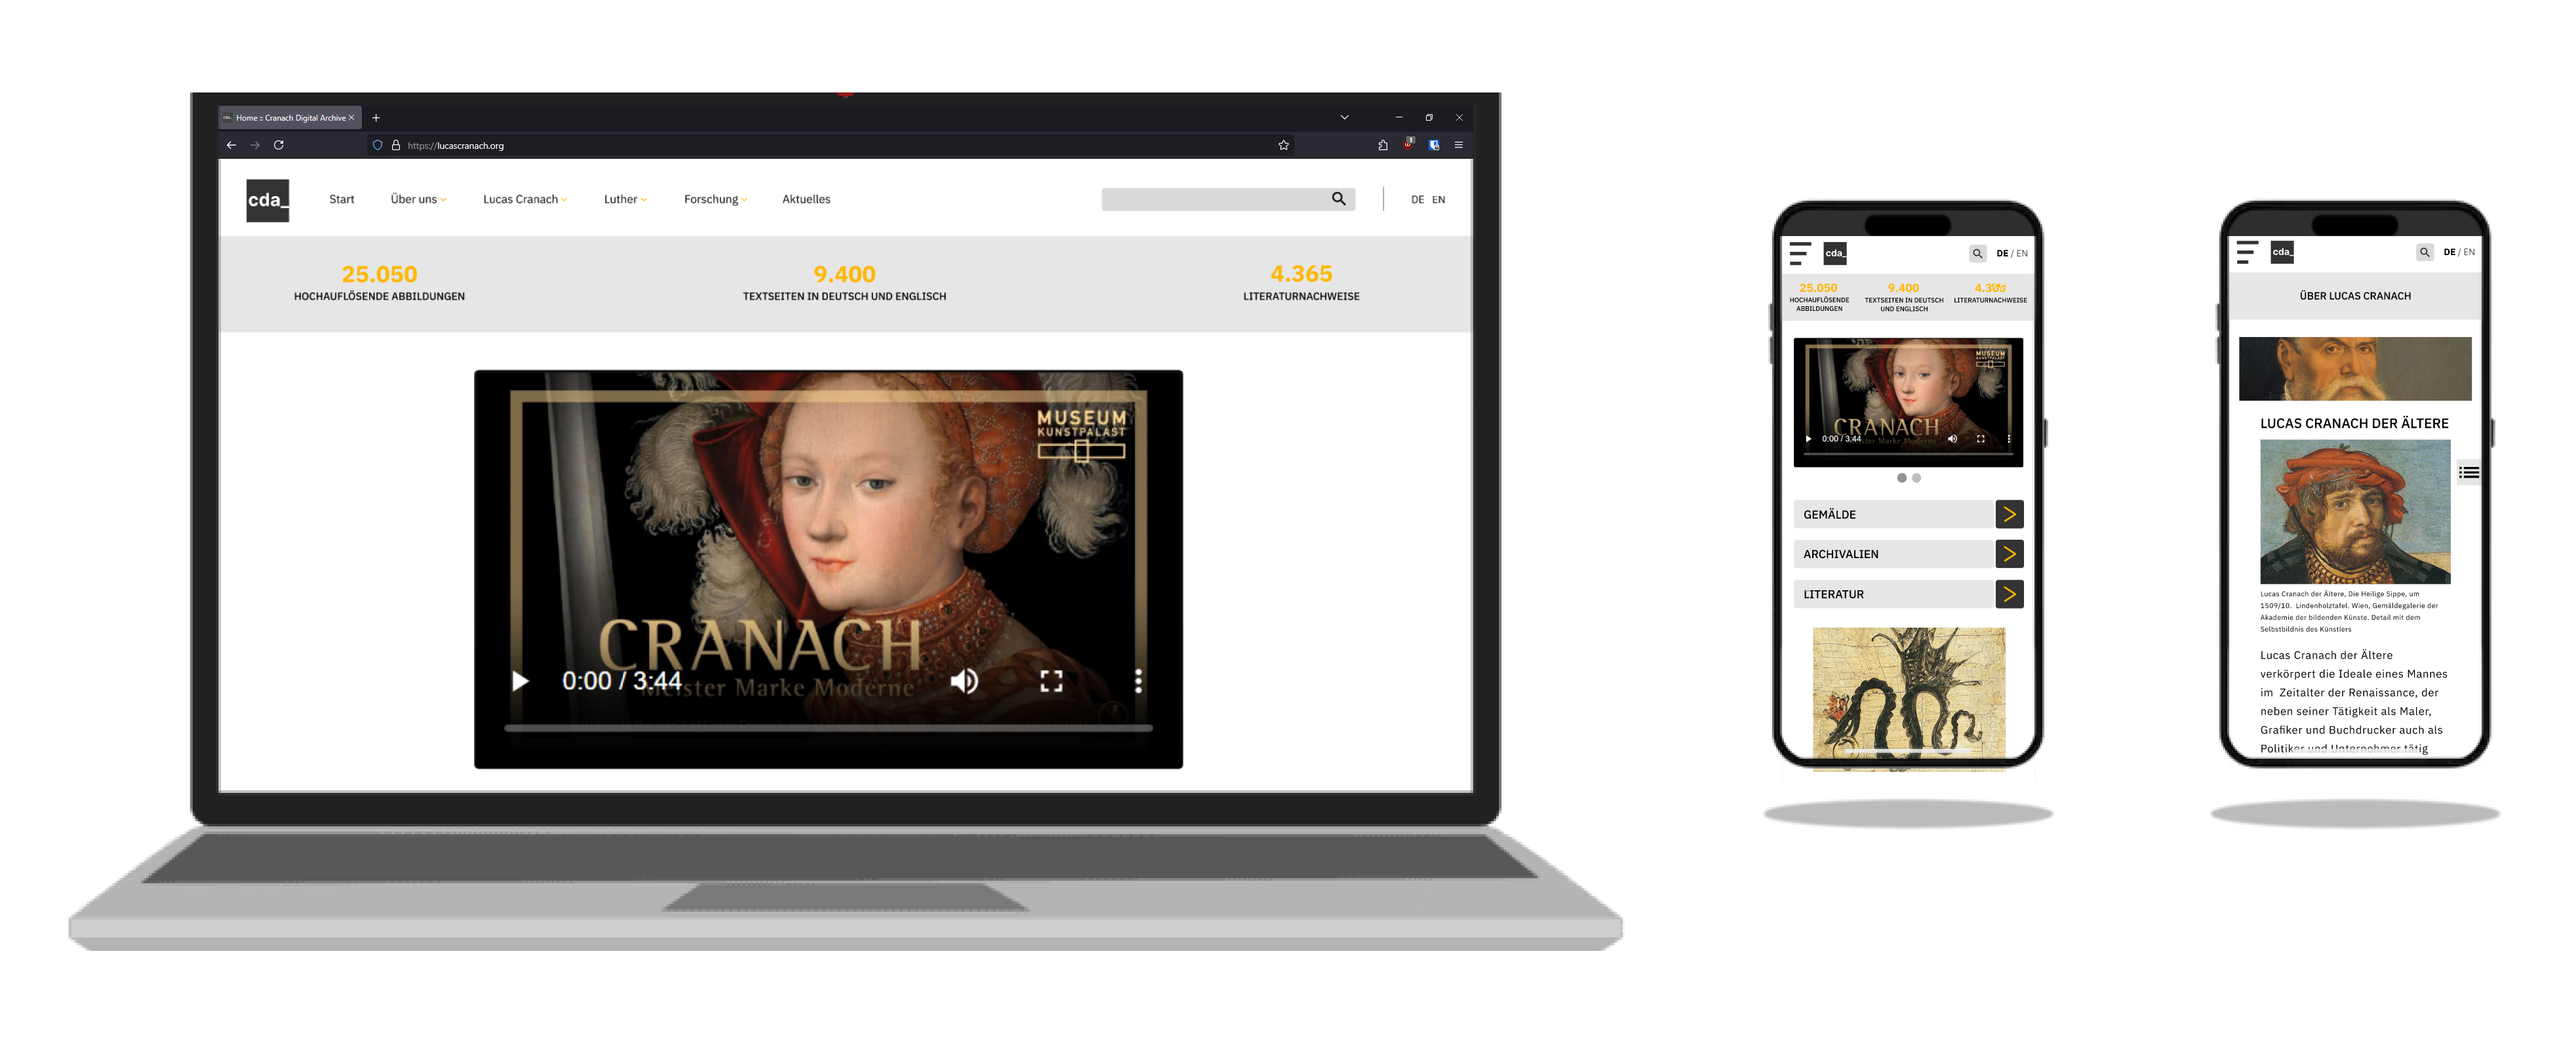 Home :: Cranach Digital Archive
https://lucascranach.org
cda_
Start Über uns Lucas Cranach Luther Forschung Aktuelles
DE EN
25.050 9.400 4.365
HOCHAUFLÖSENDE ABBILDUNGEN TEXTSEITEN IN DEUTSCH UND ENGLISCH LITERATURNACHWEISE
MUSEUM
KUNSTPALAST
CRANACH
0:00 / 3:44
Meister Marke Moderne
cda_ DE / EN
25.050 9.400
HOCHAUFLÖSENDE TEXTSEITEN IN DEUTSCH LITERATURNACHWEISE
ABBILDUNGEN UND ENGLISCH
MUSEUM
KUNSTPALAST
CRANACH
0:00 / 3:44
Marke Moderne
GEMÄLDE
ARCHIVALIEN
LITERATUR
cda_ DE / EN
ÜBER LUCAS CRANACH
LUCAS CRANACH DER ÄLTERE
Lucas Cranach der Ältere, Die Heilige Sippe, um
1509/10. Lindenholztafel. Wien, Gemäldegalerie der
Akademie der bildenden Künste. Detail mit dem
Selbstbildnis des Künstlers
Lucas Cranach der Ältere
verkörpert die Ideale eines Mannes
im Zeitalter der Renaissance, der
neben seiner Tätigkeit als Maler,
Grafiker und Buchdrucker auch als
Politiker und Unternehmer tätig